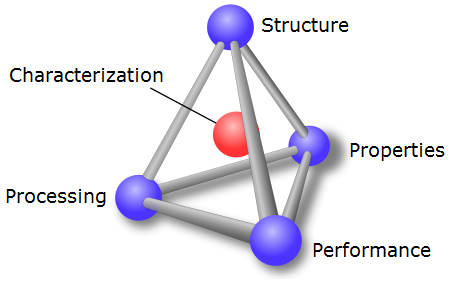 Structure
Characterization
Properties
Processing
Performance